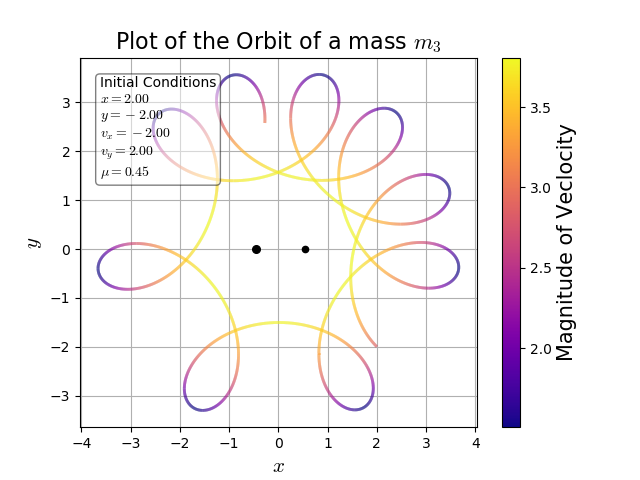 Plot of the Orbit of a mass m₃
Initial Conditions
x = 2.00
y = −2.00
vₓ = −2.00
v_y = 2.00
μ = 0.45
3
2
1
0
−1
−2
−3
y
−4 −3 −2 −1 0 1 2 3 4
x
3.5
3.0
2.5
2.0
Magnitude of Veclocity